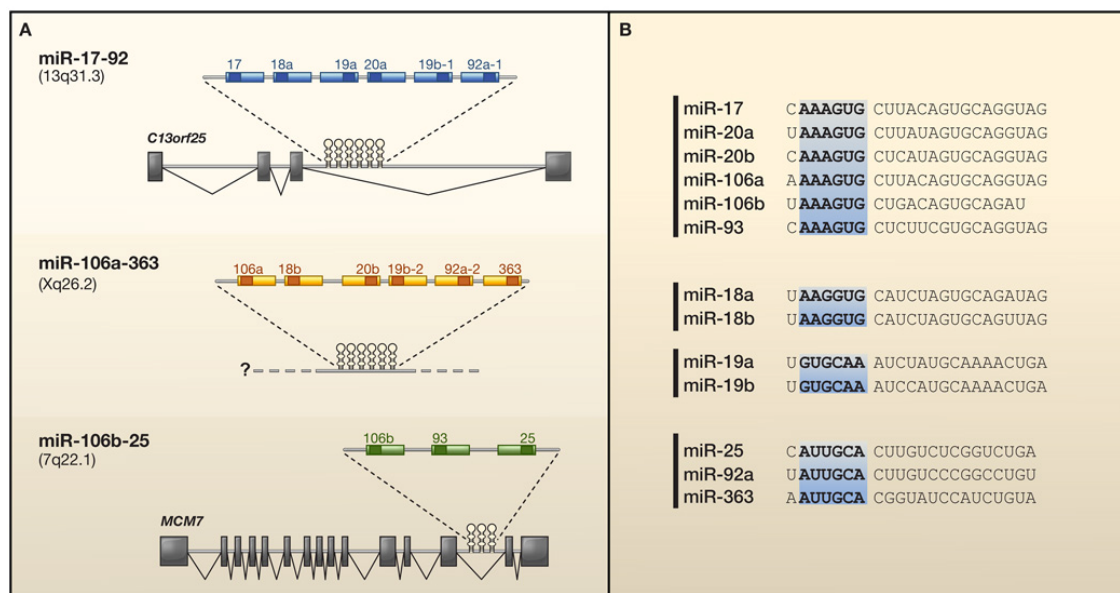 A
miR-17-92
(13q31.3)
17 18a 19a 20a 19b-1 92a-1
C13orf25
miR-106a-363
(Xq26.2)
106a 18b 20b 19b-2 92a-2 363
?
miR-106b-25
(7q22.1)
106b 93 25
MCM7
B
miR-17 CAAAGUG CUUACAGUGCAGGUAG
miR-20a UAAAGUG CUUAUAGUGCAGGUAG
miR-20b CAAAGUG CUCAUAGUGCAGGUAG
miR-106a AAAAGUG CUUACAGUGCAGGUAG
miR-106b UAAAGUG CUGACAGUGCAGAU
miR-93 CAAAGUG CUCUUCGUGCAGGUAG
miR-18a UAAGGUG CAUCUAGUGCAGAUAG
miR-18b UAAGGUG CAUCUAGUGCAGUUAG
miR-19a UGUGCAA AUCUAUGCAAAACUGA
miR-19b UGUGCAA AUCCAUGCAAAACUGA
miR-25 CAUUGCA CUUGUCUCGGUCUGA
miR-92a UAUUGCA CUUGUCCCGGCCUGU
miR-363 AAUUGCA CGGUAUCCAUCUGUA